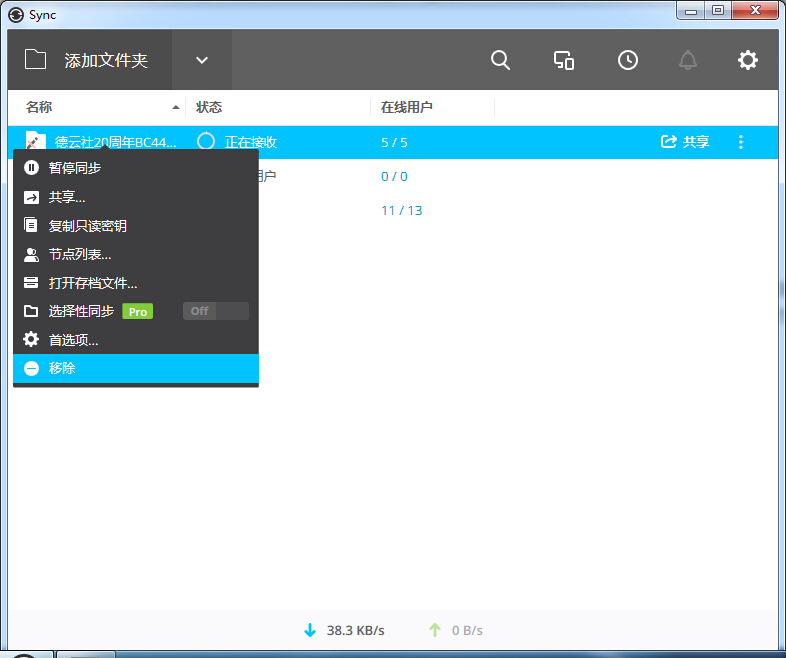 Sync
添加文件夹
名称 状态 在线用户
德云社20周年BC44... 正在接收 5 / 5 共享
暂停同步
用户 0 / 0
共享...
11 / 13
复制只读密钥
节点列表...
打开存档文件...
选择性同步 Pro Off
首选项...
移除
38.3 KB/s 0 B/s